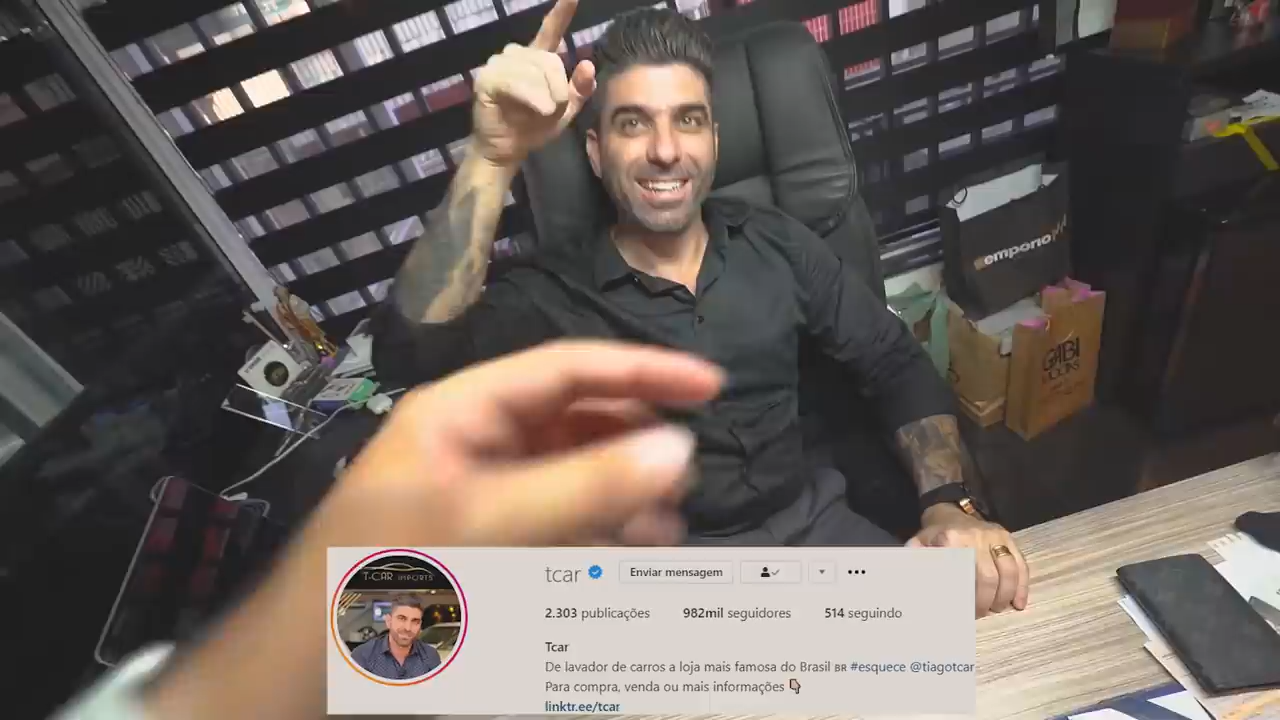 emporio
GABI
T-CAR IMPORTS
tcar Enviar mensagem
2.303 publicações 982mil seguidores 514 seguindo
Tcar
De lavador de carros a loja mais famosa do Brasil BR #esquece @tiagotcar
Para compra, venda ou mais informações
linktr.ee/tcar